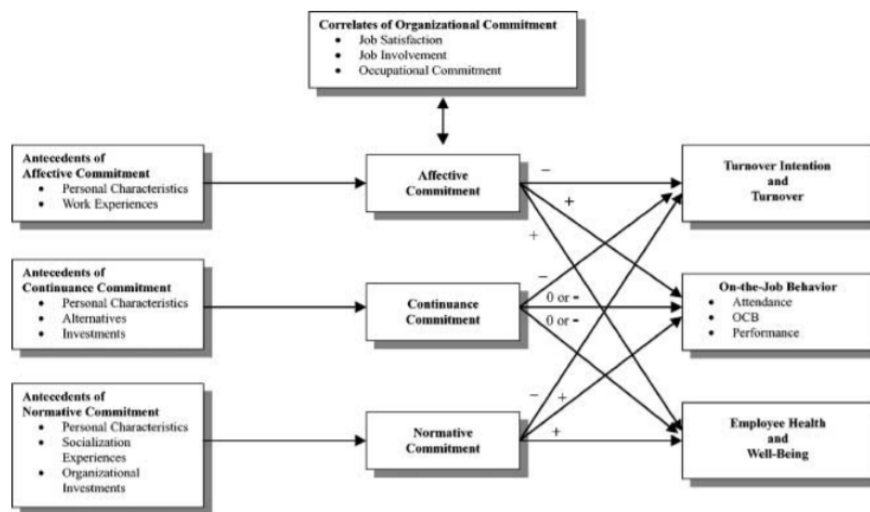 Correlates of Organizational Commitment
• Job Satisfaction
• Job Involvement
• Occupational Commitment
Antecedents of
Affective Commitment
• Personal Characteristics
• Work Experiences
Affective
Commitment
Turnover Intention
and
Turnover
−
+
+
Antecedents of
Continuance Commitment
• Personal Characteristics
• Alternatives
• Investments
Continuance
Commitment
On-the-Job Behavior
• Attendance
• OCB
• Performance
−
0 or -
0 or -
Antecedents of
Normative Commitment
• Personal Characteristics
• Socialization
Experiences
• Organizational
Investments
Normative
Commitment
Employee Health
and
Well-Being
− +
+